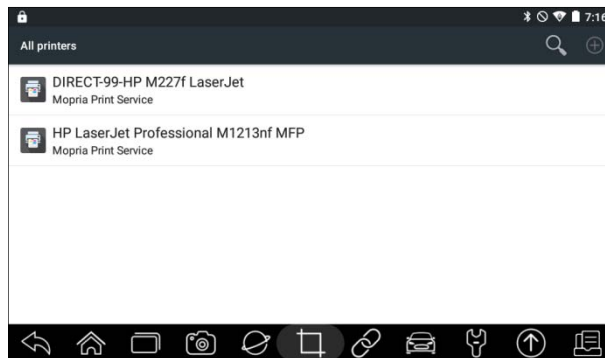 7:16
All printers
DIRECT-99-HP M227f LaserJet
Mopria Print Service
HP LaserJet Professional M1213nf MFP
Mopria Print Service